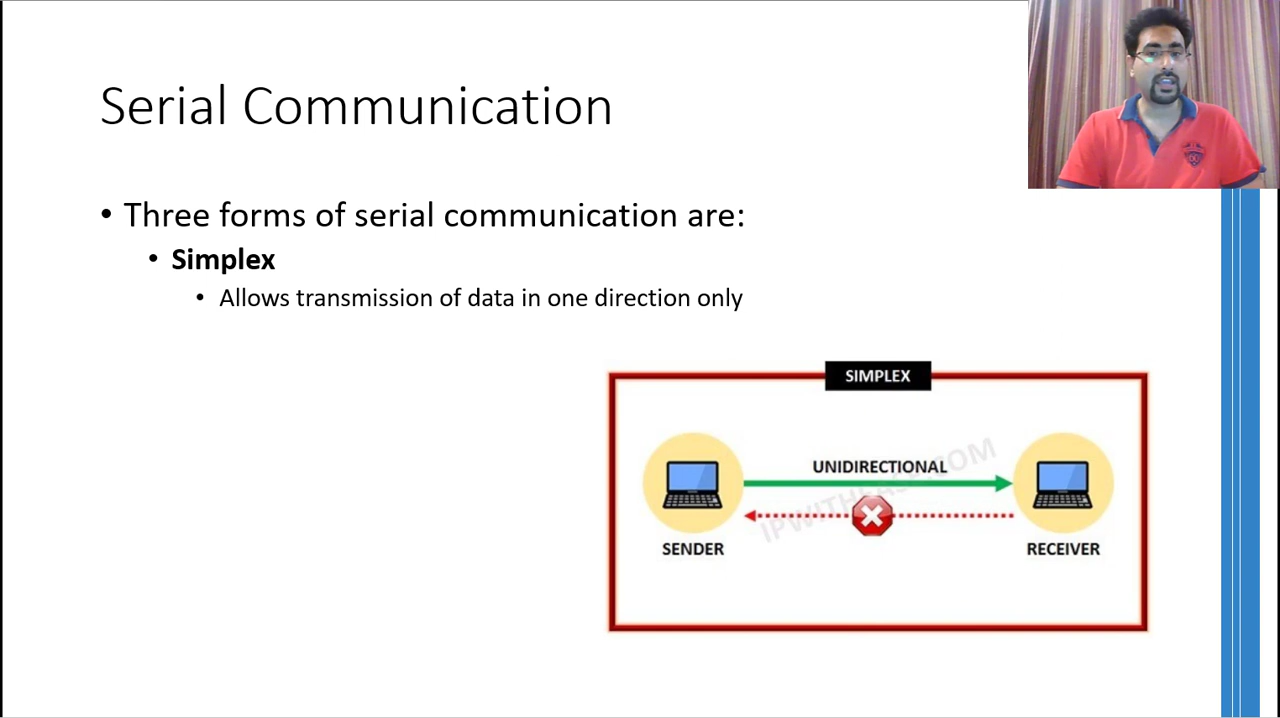 Serial Communication
• Three forms of serial communication are:
• Simplex
• Allows transmission of data in one direction only
SIMPLEX
UNIDIRECTIONAL
SENDER
RECEIVER